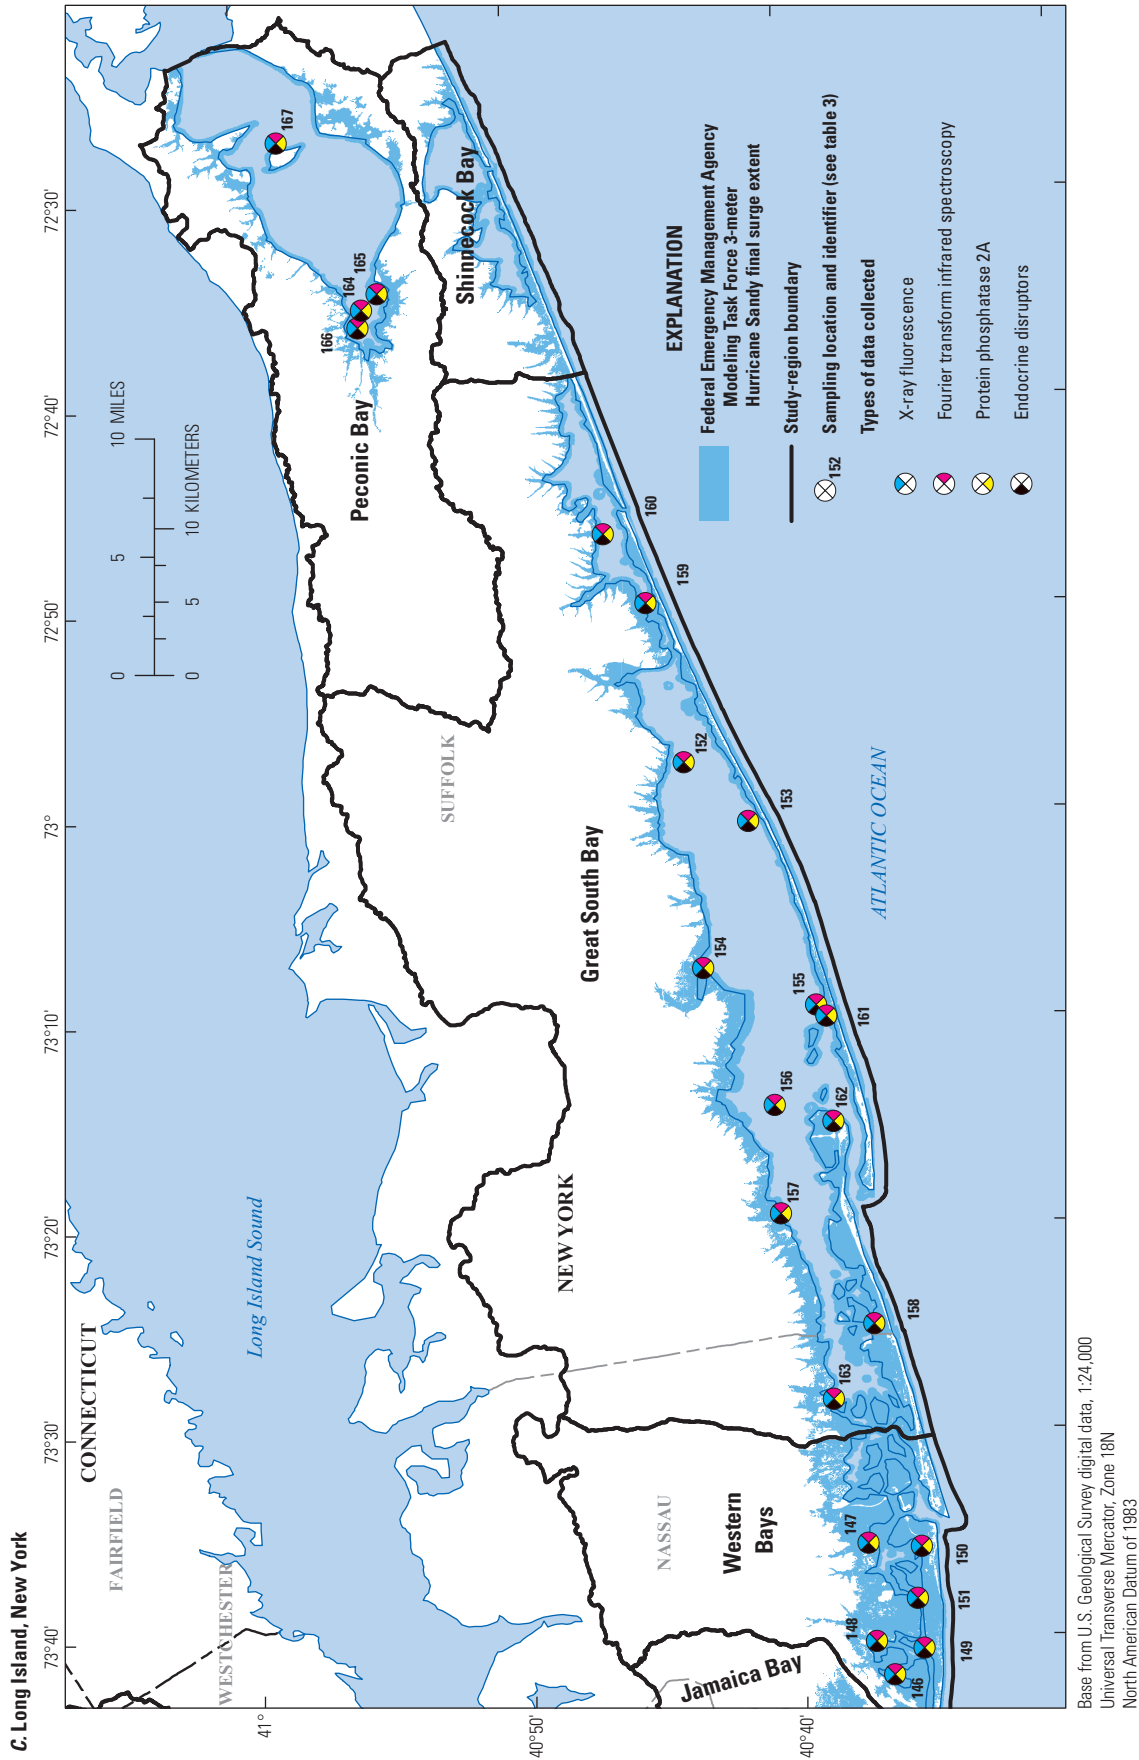 C. Long Island, New York
73°40'
73°30'
73°20'
73°10'
73°
72°50'
72°40'
72°30'
41°
40°50'
40°40'
CONNECTICUT
FAIRFIELD
WESTCHESTER
Long Island Sound
0 5 10 MILES
0 5 10 KILOMETERS
NEW YORK
SUFFOLK
NASSAU
Peconic Bay
Shinnecock Bay
Great South Bay
Western
Bays
Jamaica Bay
ATLANTIC OCEAN
146
147
148
149
150
151
152
153
154
155
156
157
158
159
160
161
162
163
164
165
166
167
EXPLANATION
Federal Emergency Management Agency
Modeling Task Force 3-meter
Hurricane Sandy final surge extent
Study-region boundary
152 Sampling location and identifier (see table 3)
Types of data collected
X-ray fluorescence
Fourier transform infrared spectroscopy
Protein phosphatase 2A
Endocrine disruptors
Base from U.S. Geological Survey digital data, 1:24,000
Universal Transverse Mercator, Zone 18N
North American Datum of 1983